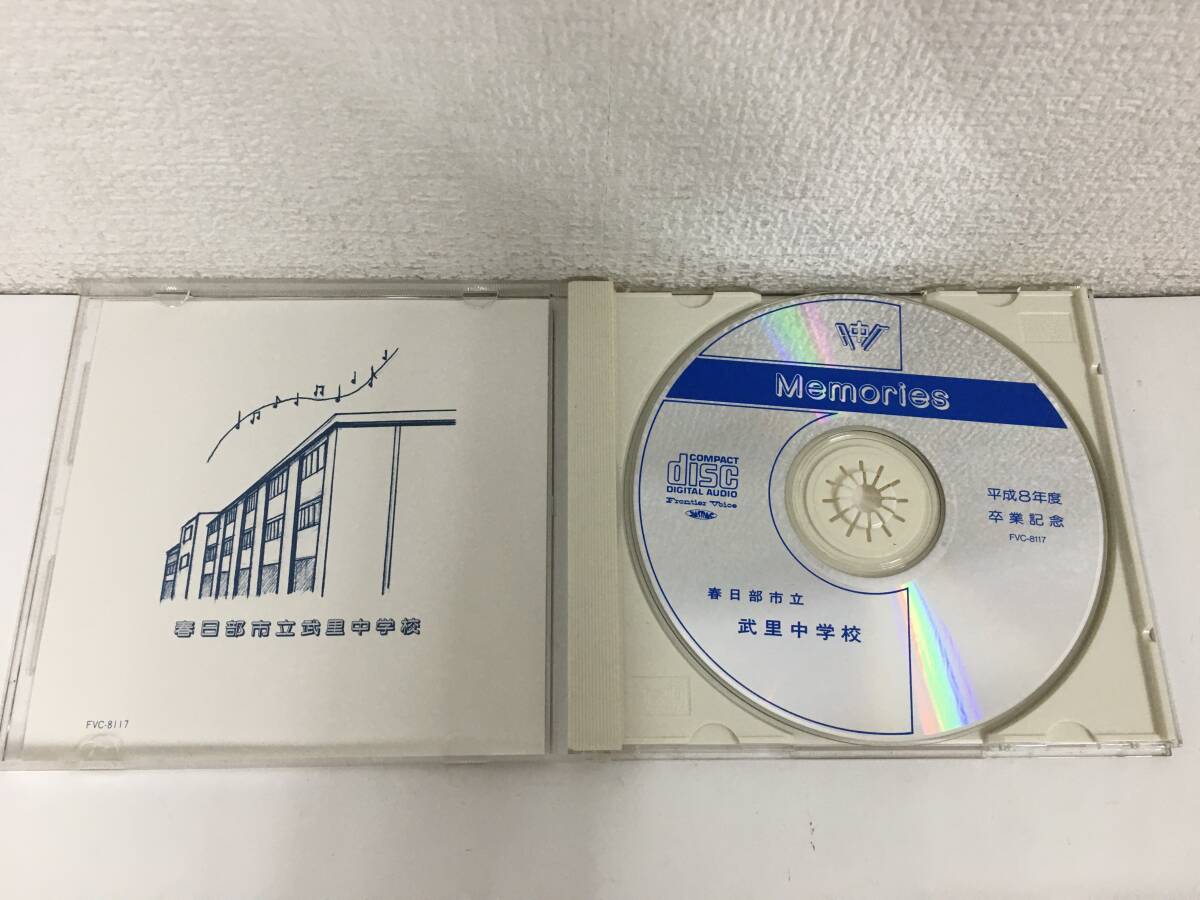 春日部市立武里中学校
FVC-8117
中
Memories
COMPACT
disc
DIGITAL AUDIO
Frontier Voice
平成8年度
卒業記念
FVC-8117
春日部市立
武里中学校